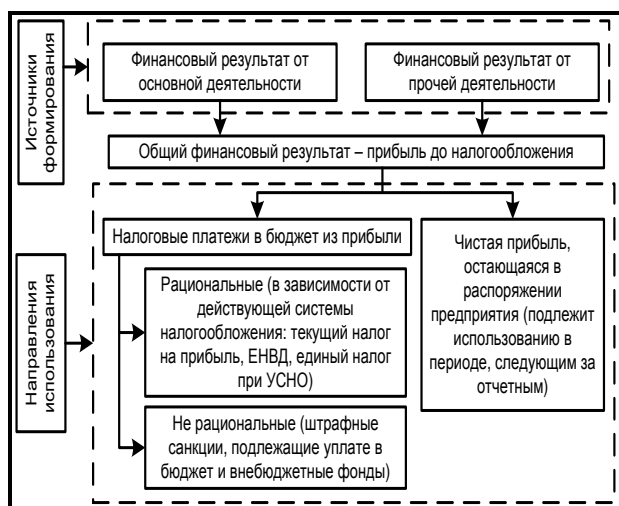 Источники
формирования
Финансовый результат от
основной деятельности
Финансовый результат от
прочей деятельности
Общий финансовый результат – прибыль до налогообложения
Направления
использования
Налоговые платежи в бюджет из прибыли
Рациональные (в зависимости от
действующей системы
налогообложения: текущий налог
на прибыль, ЕНВД, единый налог
при УСНО)
Не рациональные (штрафные
санкции, подлежащие уплате в
бюджет и внебюджетные фонды)
Чистая прибыль,
остающаяся в
распоряжении
предприятия (подлежит
использованию в
периоде, следующим за
отчетным)